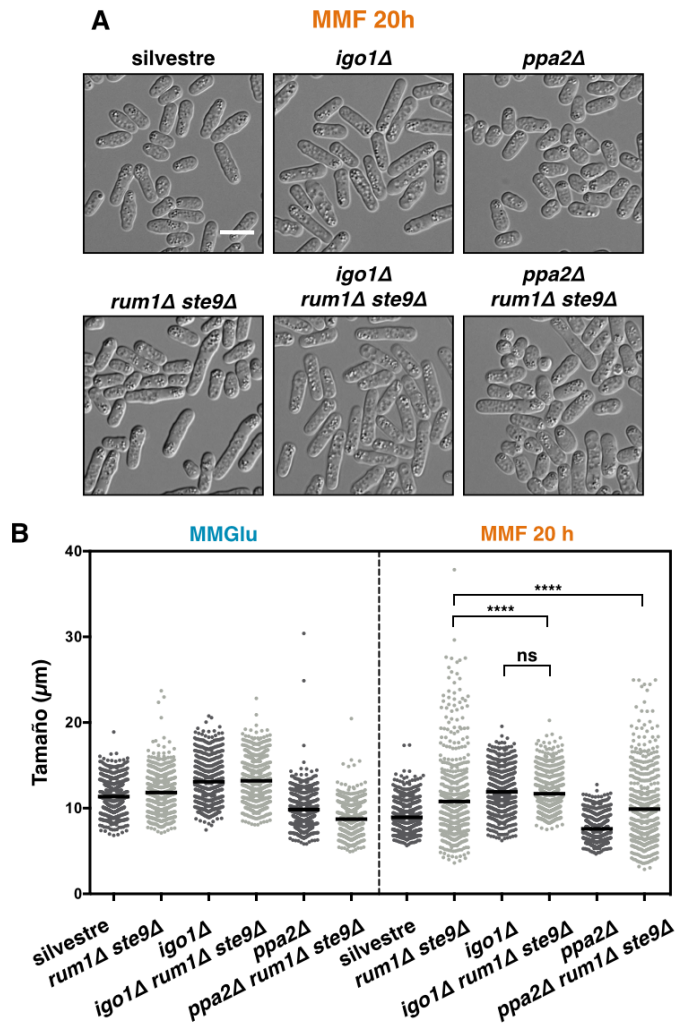 A
MMF 20h
silvestre
igo1Δ
ppa2Δ
rum1Δ ste9Δ
igo1Δ
rum1Δ ste9Δ
ppa2Δ
rum1Δ ste9Δ
B
MMGlu
MMF 20 h
Tamaño (µm)
40
30
20
10
0
****
****
ns
silvestre
rum1Δ ste9Δ
igo1Δ
igo1Δ rum1Δ ste9Δ
ppa2Δ
ppa2Δ rum1Δ ste9Δ
silvestre
rum1Δ ste9Δ
igo1Δ
igo1Δ rum1Δ ste9Δ
ppa2Δ
ppa2Δ rum1Δ ste9Δ